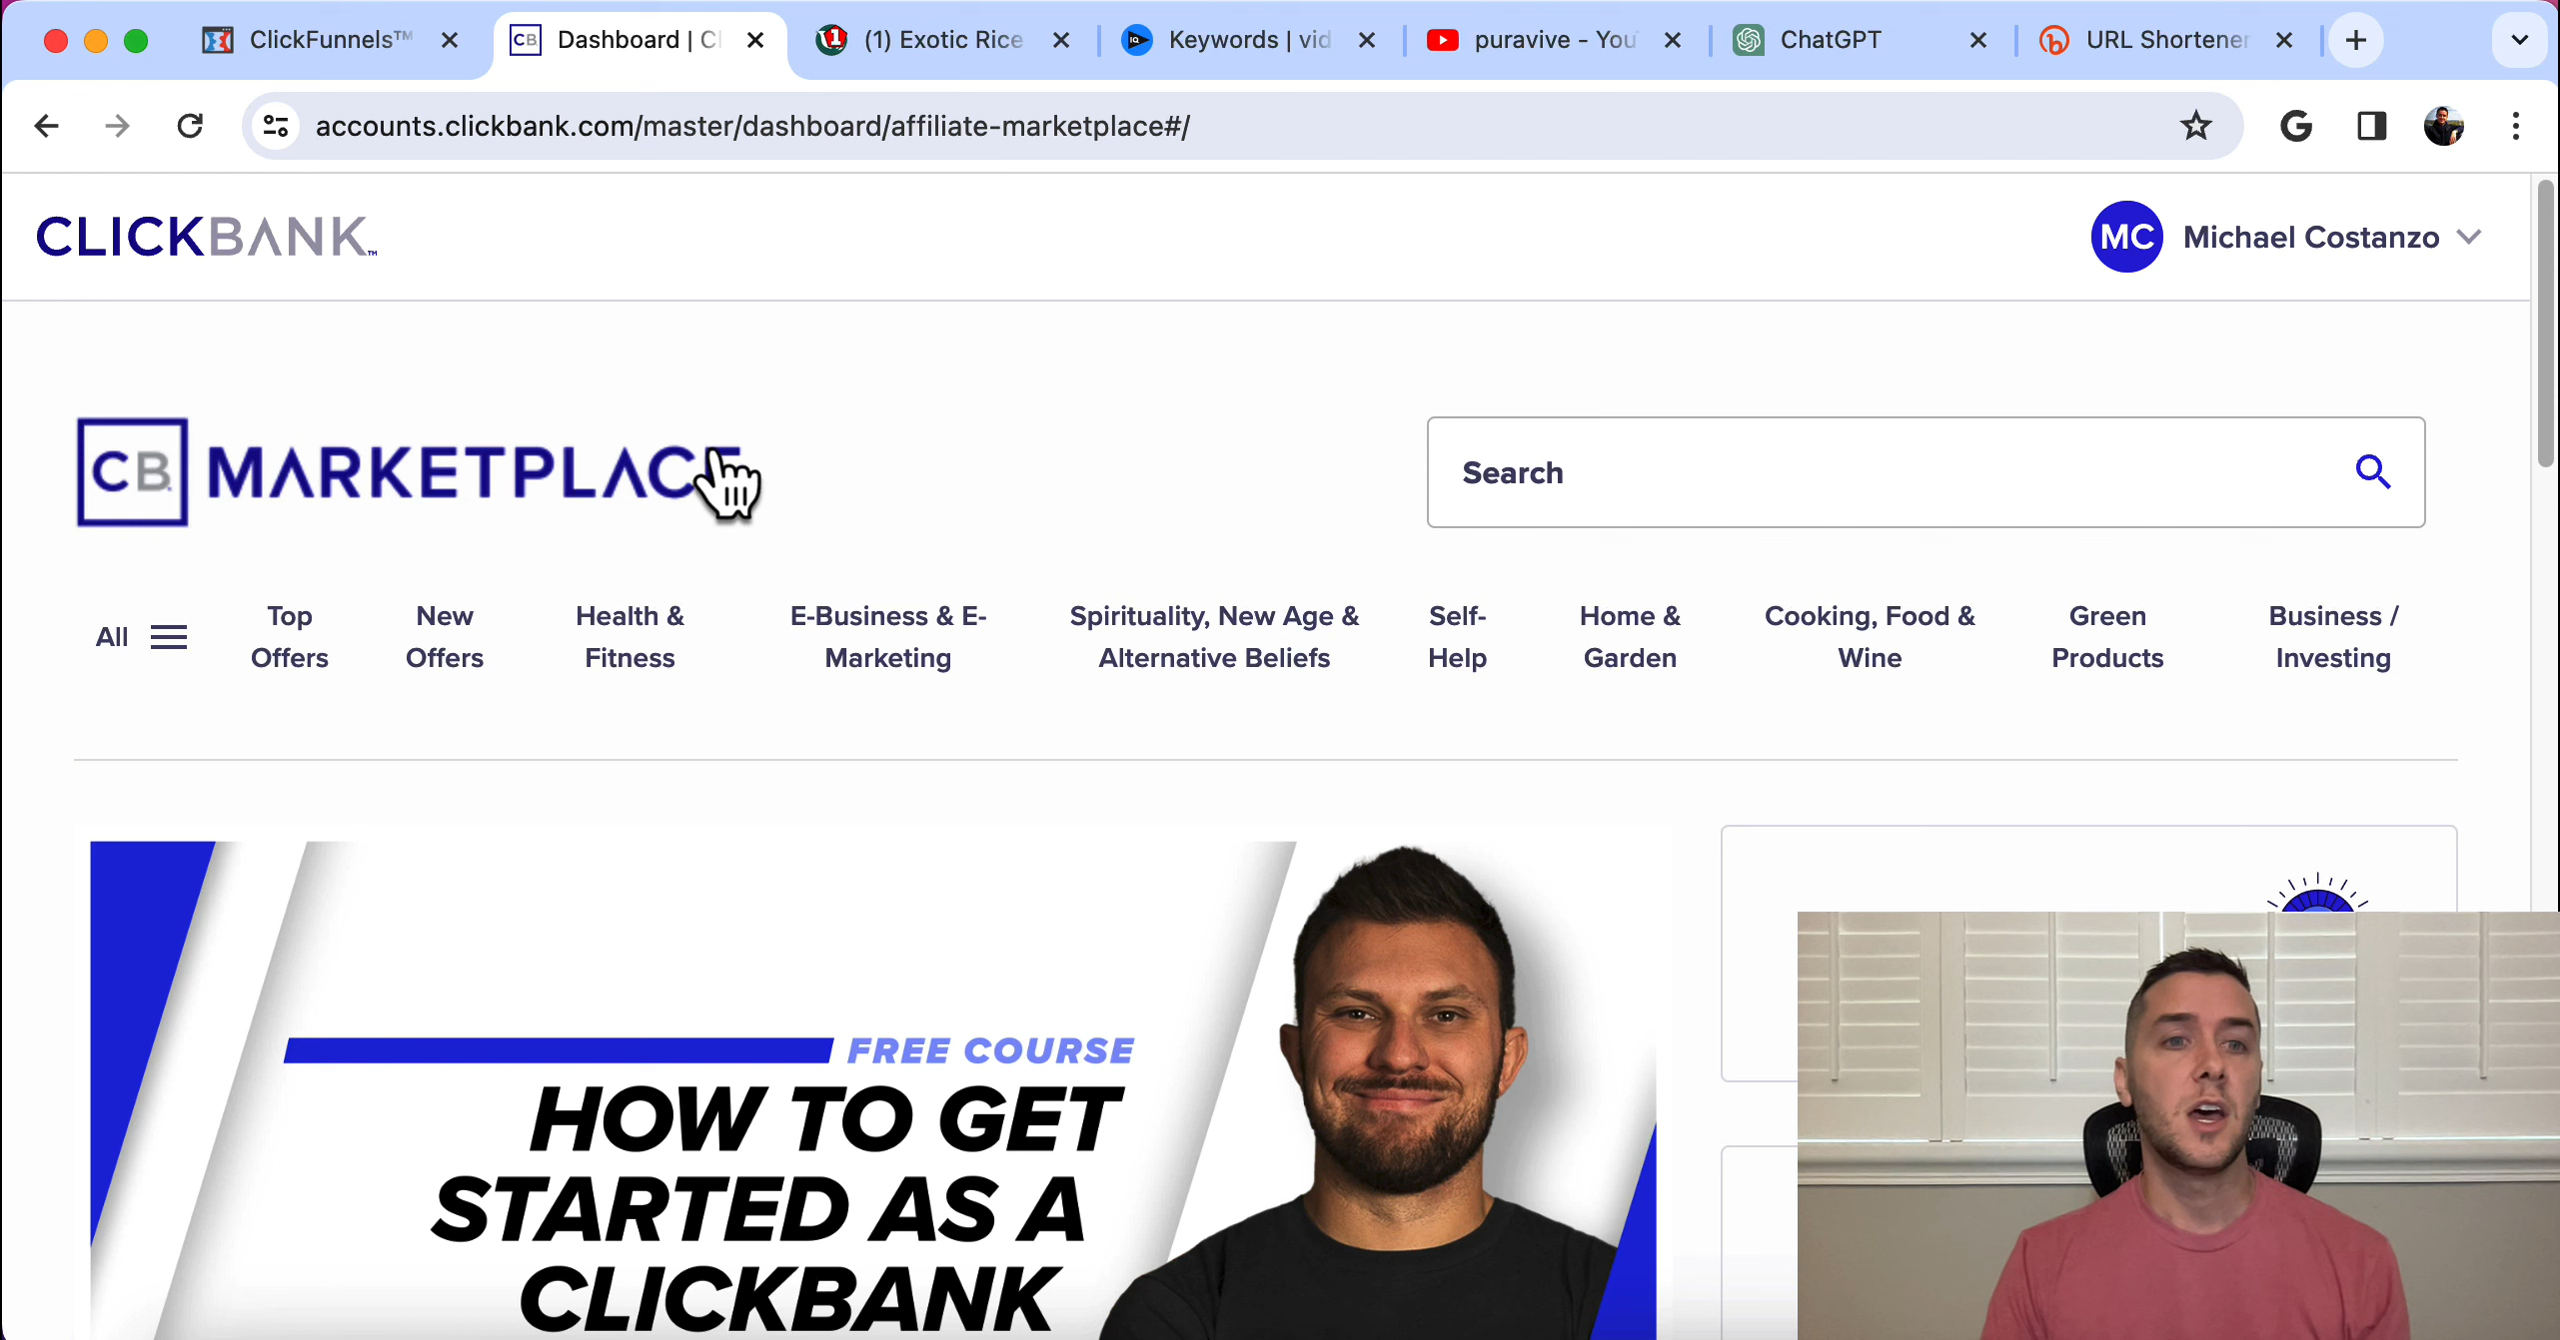 ClickFunnels™
CB Dashboard | Cl
(1) Exotic Rice
Keywords | vid
puravive - You
ChatGPT
URL Shortener
accounts.clickbank.com/master/dashboard/affiliate-marketplace#/
CLICKBANK™
MC Michael Costanzo
CB MARKETPLACE
Search
All
Top Offers
New Offers
Health & Fitness
E-Business & E-Marketing
Spirituality, New Age & Alternative Beliefs
Self-Help
Home & Garden
Cooking, Food & Wine
Green Products
Business / Investing
FREE COURSE
HOW TO GET
STARTED AS A
CLICKBANK